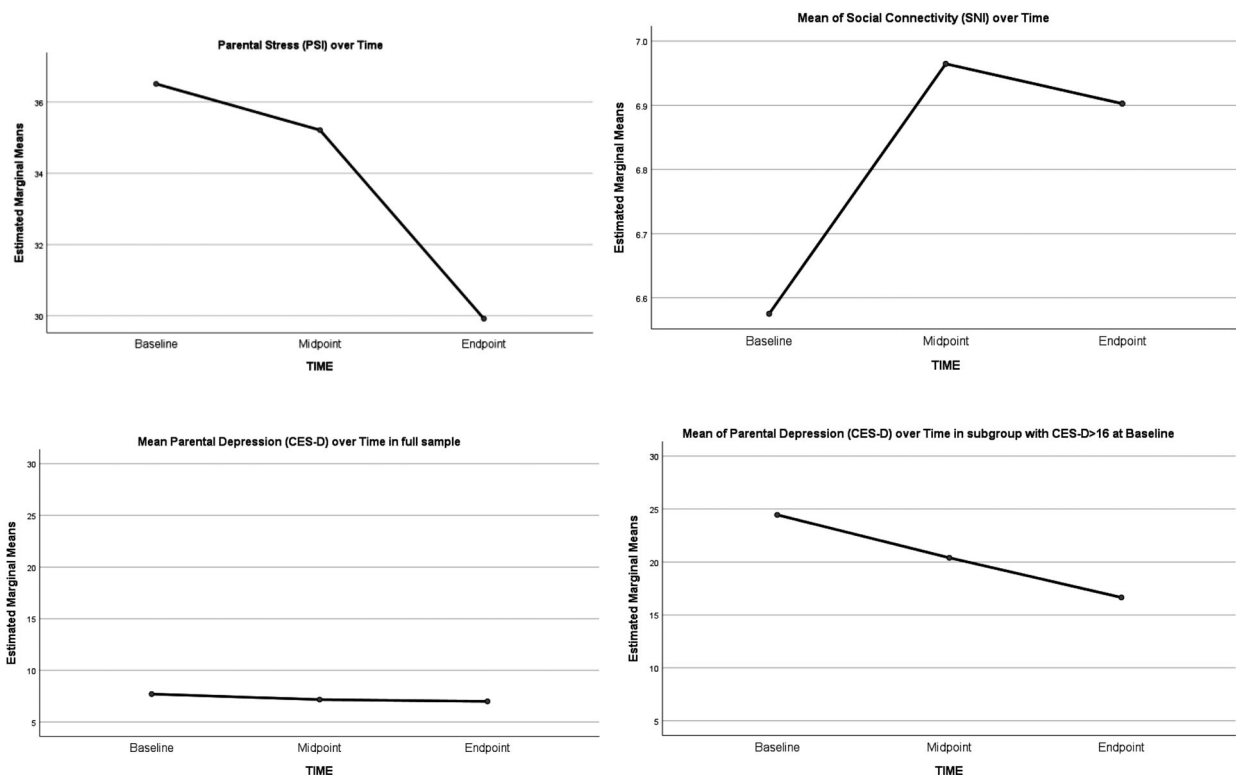 Parental Stress (PSI) over Time
Estimated Marginal Means
36
34
32
30
Baseline
Midpoint
Endpoint
TIME
Mean of Social Connectivity (SNI) over Time
Estimated Marginal Means
7.0
6.9
6.8
6.7
6.6
Baseline
Midpoint
Endpoint
TIME
Mean Parental Depression (CES-D) over Time in full sample
Estimated Marginal Means
30
25
20
15
10
5
Baseline
Midpoint
Endpoint
TIME
Mean of Parental Depression (CES-D) over Time in subgroup with CES-D>16 at Baseline
Estimated Marginal Means
30
25
20
15
10
5
Baseline
Midpoint
Endpoint
TIME